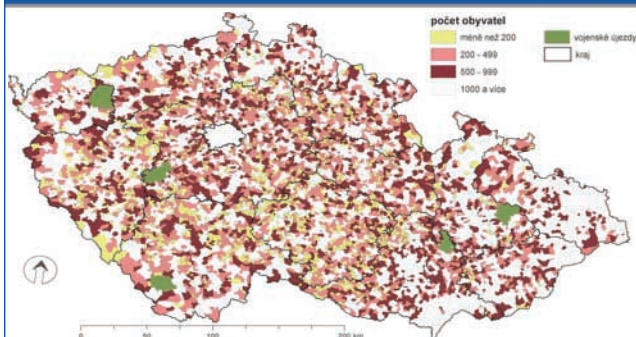 počet obyvatel
méně než 200
200 - 499
500 - 999
1000 a více
vojenské újezdy
kraj
0 50 100 200 km